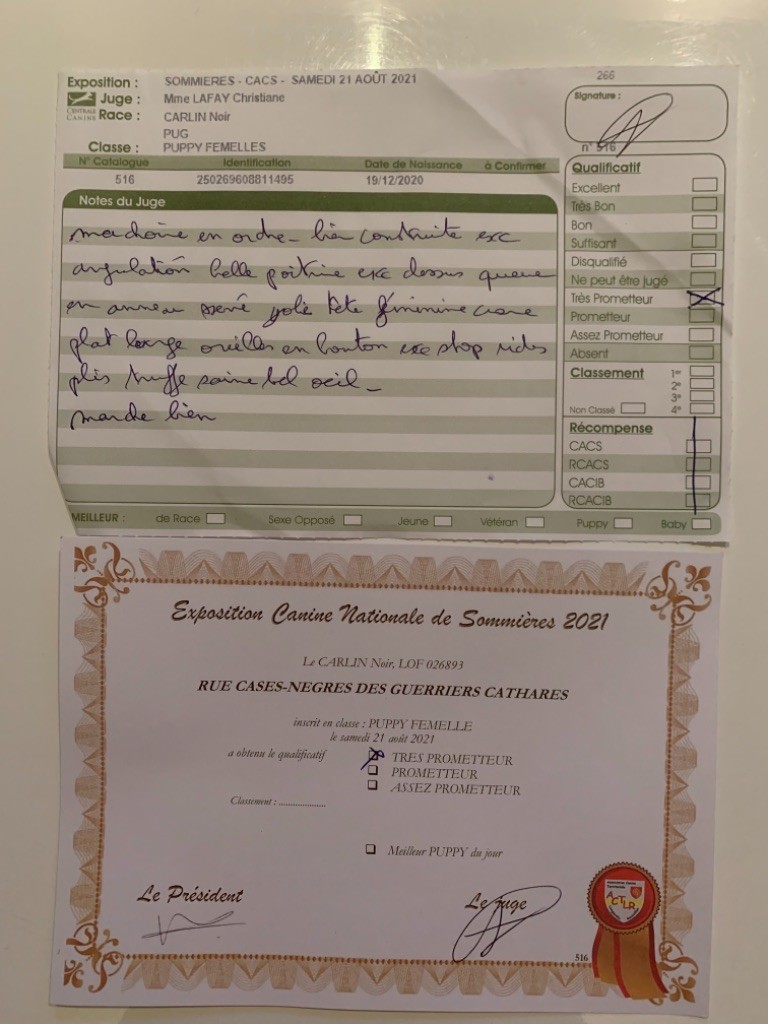 266
Exposition : SOMMIERES - CACS - SAMEDI 21 AOÛT 2021
Juge : Mme LAFAY Christiane
CENTRALE CANINE
Race : CARLIN Noir
PUG
Classe : PUPPY FEMELLES
Signature :
n° 516
N° Catalogue Identification Date de Naissance à Confirmer
516 250269608811495 19/12/2020
Notes du Juge
machoire en ordre - bien construite exc
angulation belle poitrine exc dessus queue
en anneau serré jolie tête féminine crane
plat large oreilles en bouton exc stop rides
plis truffe saine bel oeil -
marche bien
Qualificatif
Excellent
Très Bon
Bon
Suffisant
Disqualifié
Ne peut être jugé
Très Prometteur
Prometteur
Assez Prometteur
Absent
Classement 1er
2e
3e
Non Classé 4e
Récompense
CACS
RCACS
CACIB
RCACIB
MEILLEUR : de Race Sexe Opposé Jeune Vétéran Puppy Baby
Exposition Canine Nationale de Sommières 2021
Le CARLIN Noir, LOF 026893
RUE CASES-NEGRES DES GUERRIERS CATHARES
inscrit en classe : PUPPY FEMELLE
le samedi 21 août 2021
a obtenu le qualificatif TRES PROMETTEUR
PROMETTEUR
ASSEZ PROMETTEUR
Classement : ..................
Meilleur PUPPY du jour
Le Président Le juge
ACTLR
516